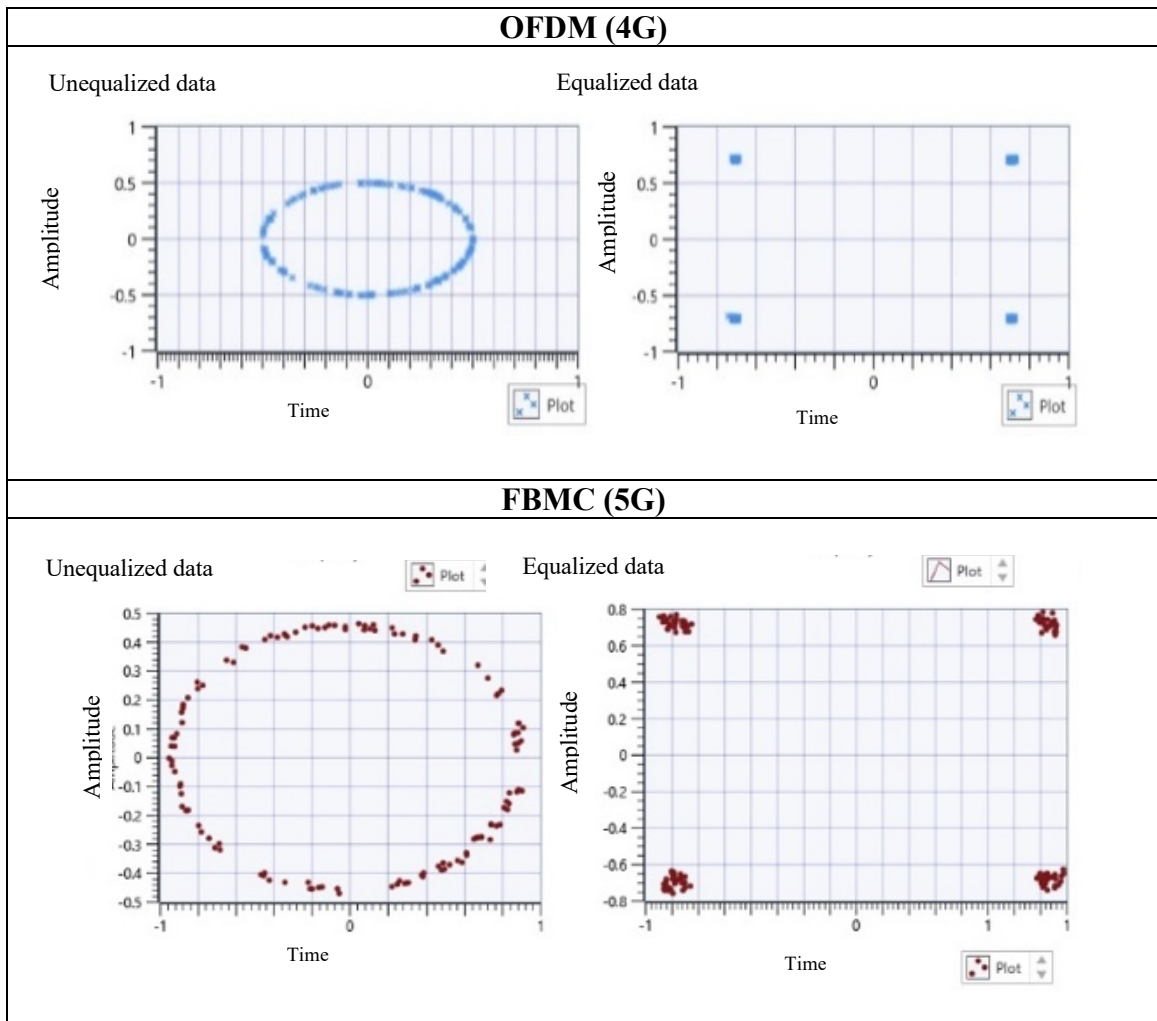 OFDM (4G)
Unequalized data
Equalized data
1
0.5
0
-0.5
-1
Amplitude
-1 0 1
Time
Plot
1
0.5
0
-0.5
-1
Amplitude
-1 0 1
Time
Plot
FBMC (5G)
Unequalized data
Plot
Equalized data
Plot
0.5
0.4
0.3
0.2
0.1
0
-0.1
-0.2
-0.3
-0.4
-0.5
Amplitude
-1 0 1
Time
0.8
0.6
0.4
0.2
0
-0.2
-0.4
-0.6
-0.8
Amplitude
-1 0 1 1
Time
Plot